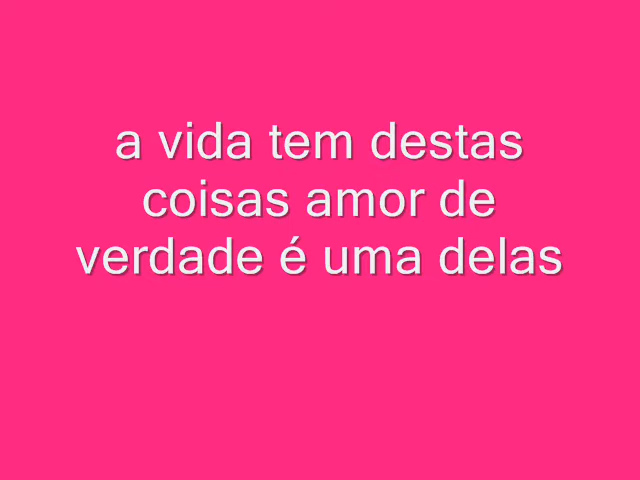 a vida tem destas
coisas amor de
verdade é uma delas